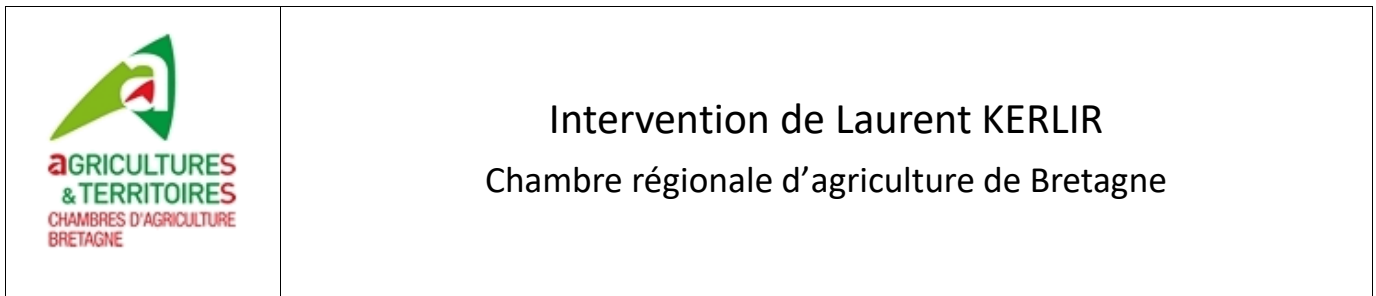 aGRICULTURES
& TERRITOIRES
CHAMBRES D'AGRICULTURE
BRETAGNE
Intervention de Laurent KERLIR
Chambre régionale d’agriculture de Bretagne